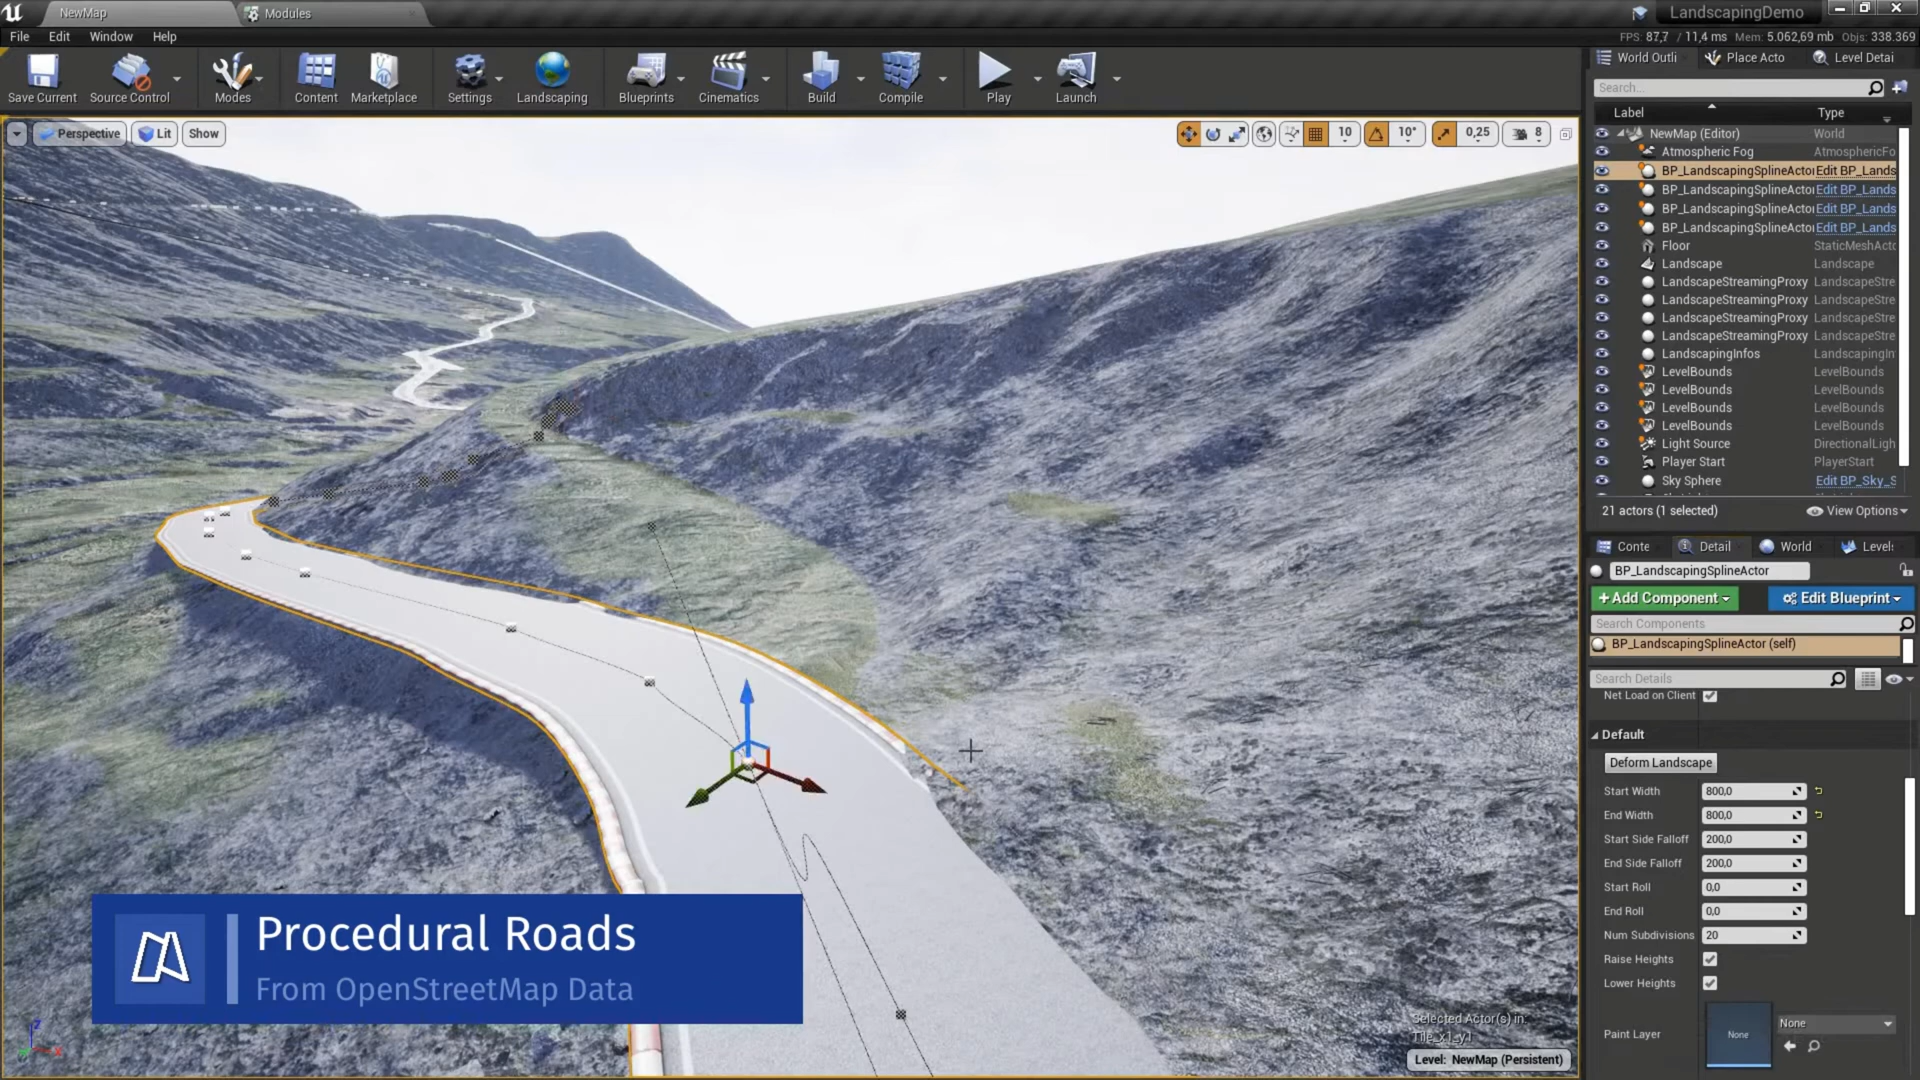 NewMap
Modules
LandscapingDemo
File Edit Window Help
FPS: 87,7 / 11,4 ms Mem: 5.062,69 mb Objs: 338.369
Save Current
Source Control
Modes
Content
Marketplace
Settings
Landscaping
Blueprints
Cinematics
Build
Compile
Play
Launch
World Outli
Place Acto
Level Detai
Search...
Label
Type
Perspective
Lit
Show
10
10°
0,25
8
NewMap (Editor) World
Atmospheric Fog AtmosphericFo
BP_LandscapingSplineActor Edit BP_Lands
BP_LandscapingSplineActor Edit BP_Lands
BP_LandscapingSplineActor Edit BP_Lands
BP_LandscapingSplineActor Edit BP_Lands
Floor StaticMeshActo
Landscape Landscape
LandscapeStreamingProxy LandscapeStre
LandscapeStreamingProxy LandscapeStre
LandscapeStreamingProxy LandscapeStre
LandscapeStreamingProxy LandscapeStre
LandscapingInfos LandscapingIn
LevelBounds LevelBounds
LevelBounds LevelBounds
LevelBounds LevelBounds
LevelBounds LevelBounds
Light Source DirectionalLigh
Player Start PlayerStart
Sky Sphere Edit BP_Sky_S
21 actors (1 selected)
View Options
Conte
Detail
World
Levels
BP_LandscapingSplineActor
+Add Component
Edit Blueprint
Search Components
BP_LandscapingSplineActor (self)
Search Details
Net Load on Client
Default
Deform Landscape
Start Width 800,0
End Width 800,0
Start Side Falloff 200,0
End Side Falloff 200,0
Start Roll 0,0
End Roll 0,0
Num Subdivisions 20
Raise Heights
Lower Heights
Paint Layer
None
None
Procedural Roads
From OpenStreetMap Data
Selected Actor(s) in:
Tile_x1_y1
Level: NewMap (Persistent)
Z
X